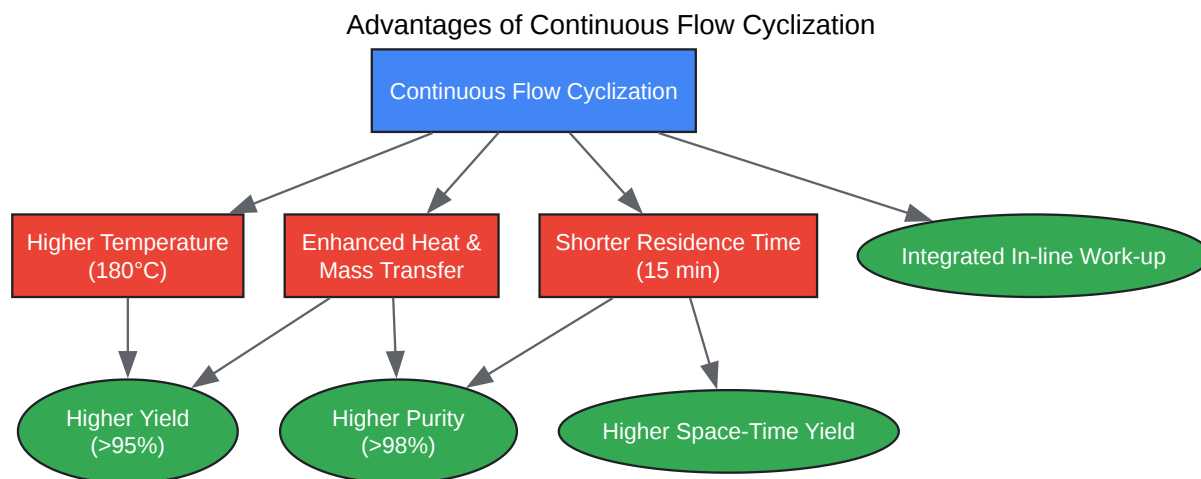 Advantages of Continuous Flow Cyclization
Continuous Flow Cyclization
Higher Temperature
(180°C)
Enhanced Heat &
Mass Transfer
Shorter Residence Time
(15 min)
Integrated In-line Work-up
Higher Yield
(>95%)
Higher Purity
(>98%)
Higher Space-Time Yield